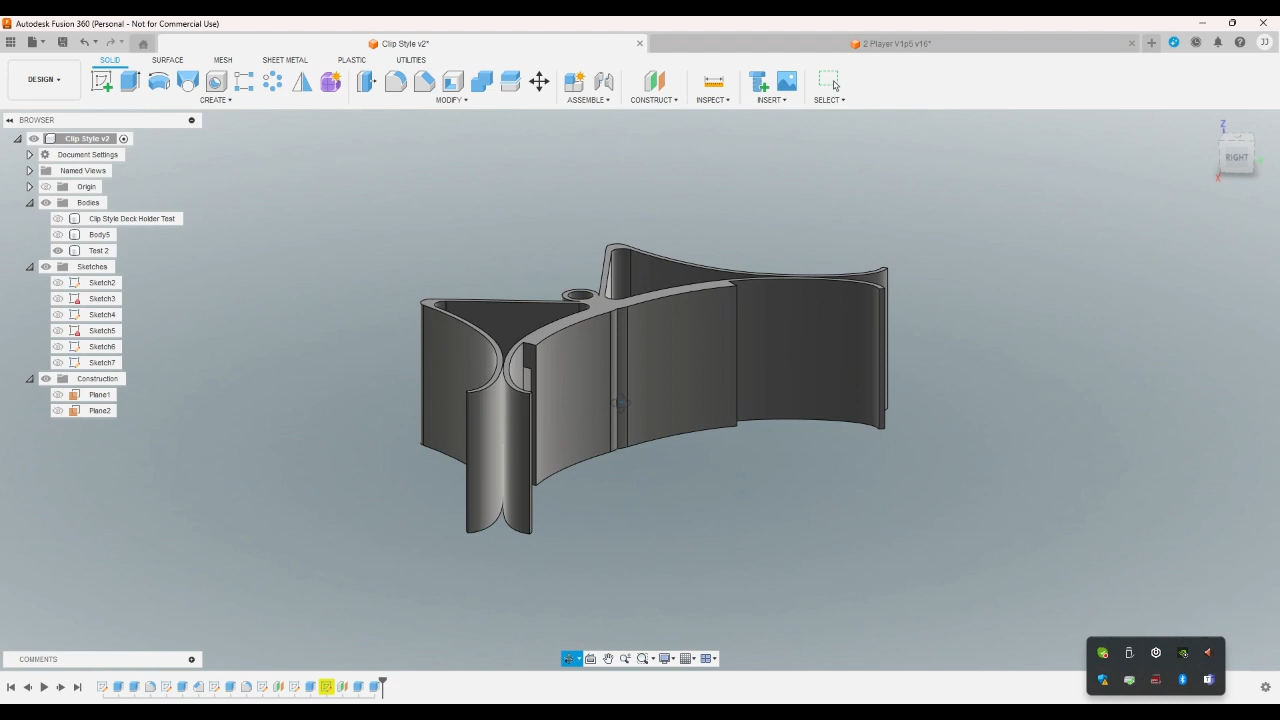 Autodesk Fusion 360 (Personal - Not for Commercial Use)
Clip Style v2*
2 Player V1p5 v16*
JJ
DESIGN
SOLID SURFACE MESH SHEET METAL PLASTIC UTILITIES
CREATE MODIFY ASSEMBLE CONSTRUCT INSPECT INSERT SELECT
BROWSER
Clip Style v2
Document Settings
Named Views
Origin
Bodies
Clip Style Deck Holder Test
Body5
Test 2
Sketches
Sketch2
Sketch3
Sketch4
Sketch5
Sketch6
Sketch7
Construction
Plane1
Plane2
Z
RIGHT
X
COMMENTS